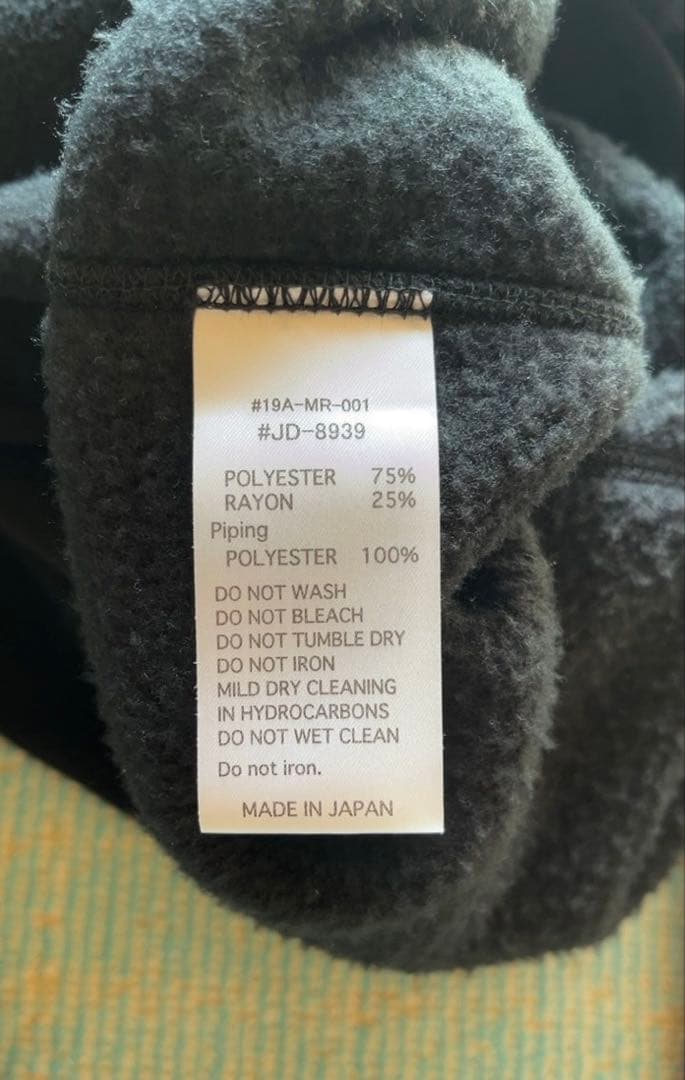 #19A-MR-001
#JD-8939
POLYESTER 75%
RAYON 25%
Piping
POLYESTER 100%
DO NOT WASH
DO NOT BLEACH
DO NOT TUMBLE DRY
DO NOT IRON
MILD DRY CLEANING
IN HYDROCARBONS
DO NOT WET CLEAN
Do not iron.
MADE IN JAPAN